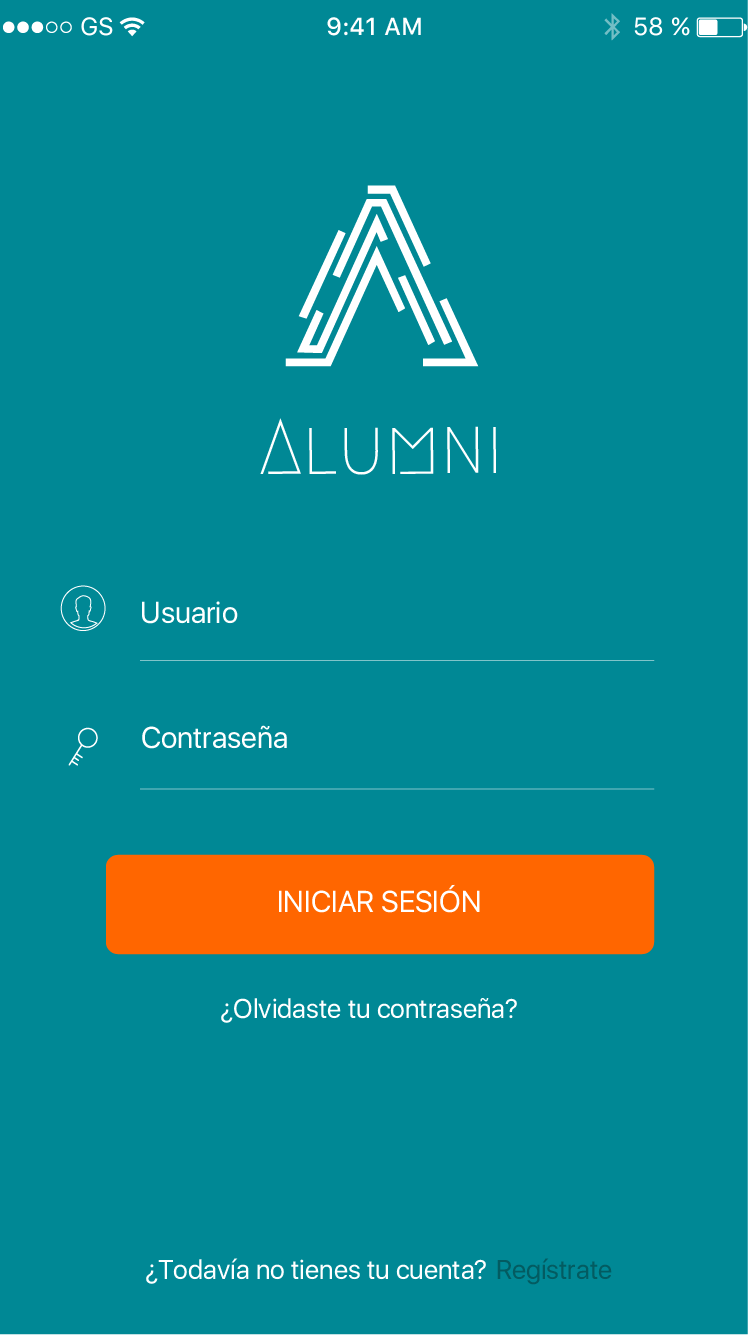 GS 9:41 AM 58 %
ALUMNI
Usuario
Contraseña
INICIAR SESIÓN
¿Olvidaste tu contraseña?
¿Todavía no tienes tu cuenta? Regístrate